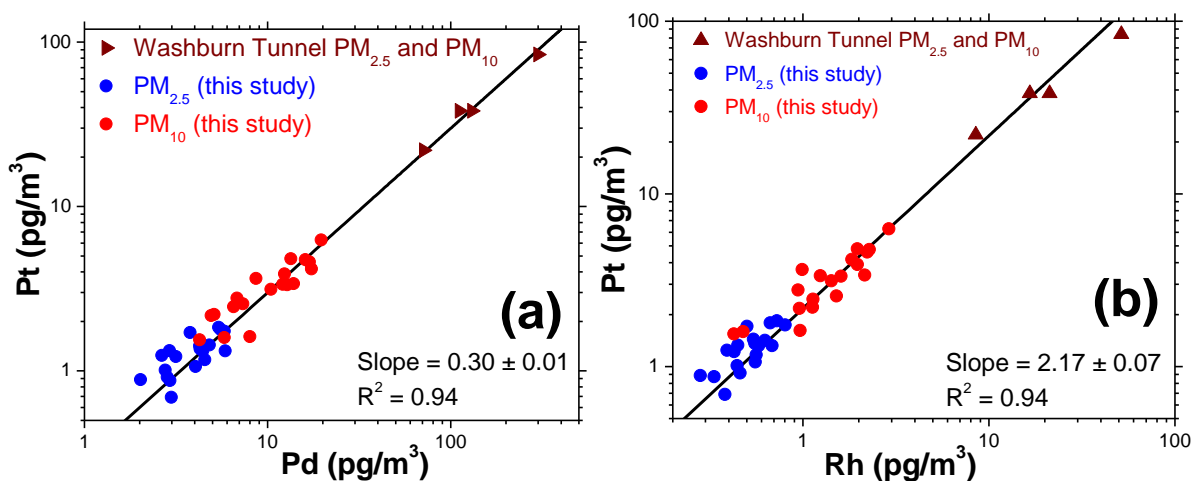 100
10
1
Pt (pg/m³)
Washburn Tunnel PM₂.₅ and PM₁₀
PM₂.₅ (this study)
PM₁₀ (this study)
(a)
Slope = 0.30 ± 0.01
R² = 0.94
1
10
100
Pd (pg/m³)
100
10
1
Pt (pg/m³)
Washburn Tunnel PM₂.₅ and PM₁₀
PM₂.₅ (this study)
PM₁₀ (this study)
(b)
Slope = 2.17 ± 0.07
R² = 0.94
1
10
100
Rh (pg/m³)